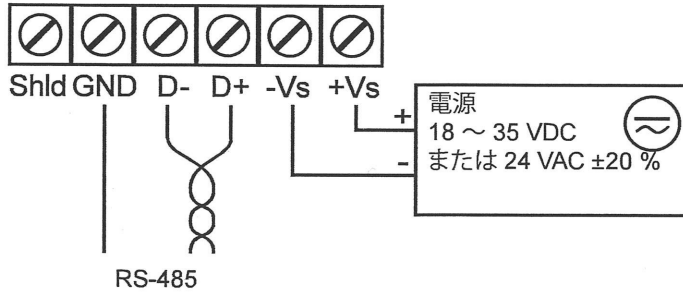 Shld GND D- D+ -Vs +Vs
+
-
電源
18 ～ 35 VDC
または 24 VAC ±20 %
RS-485